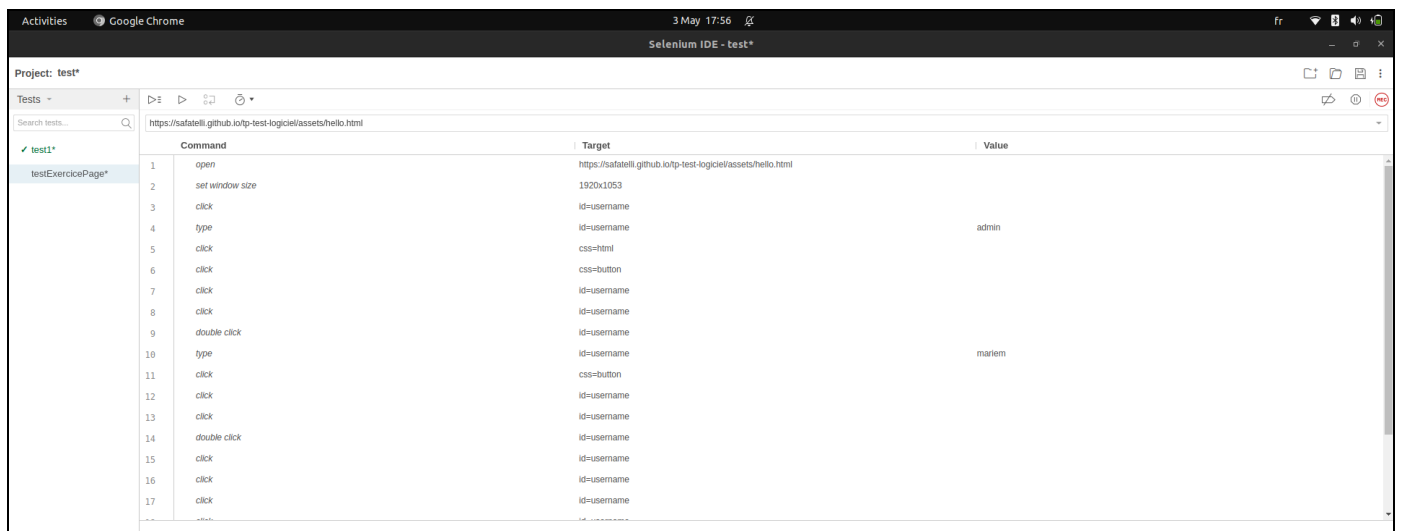 Activities Google Chrome 3 May 17:56 fr
Selenium IDE - test*
Project: test*
Tests +
Search tests...
https://safatelli.github.io/tp-test-logiciel/assets/hello.html
REC
✓ test1*
testExercicePage*
Command Target Value
1 open https://safatelli.github.io/tp-test-logiciel/assets/hello.html
2 set window size 1920x1053
3 click id=username
4 type id=username admin
5 click css=html
6 click css=button
7 click id=username
8 click id=username
9 double click id=username
10 type id=username mariem
11 click css=button
12 click id=username
13 click id=username
14 double click id=username
15 click id=username
16 click id=username
17 click id=username